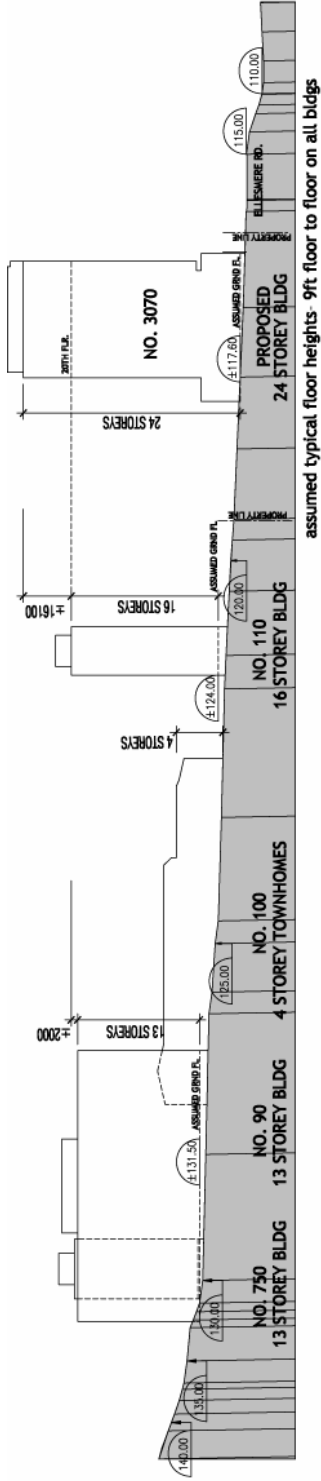 140.00
135.00
130.00
NO. 750
13 STOREY BLDG
±131.50
ASSUMED GRND FL.
NO. 90
13 STOREY BLDG
13 STOREYS
±2000
125.00
NO. 100
4 STOREY TOWNHOMES
4 STOREYS
±124.00
NO. 110
16 STOREY BLDG
120.00
ASSUMED GRND FL.
16 STOREYS
±16100
PROPERTY LINE
24 STOREYS
20TH FLR.
NO. 3070
±117.60
ASSUMED GRND FL.
PROPOSED
24 STOREY BLDG
PROPERTY LINE
ELLESMERE RD.
115.00
110.00
assumed typical floor heights- 9ft floor to floor on all bldgs